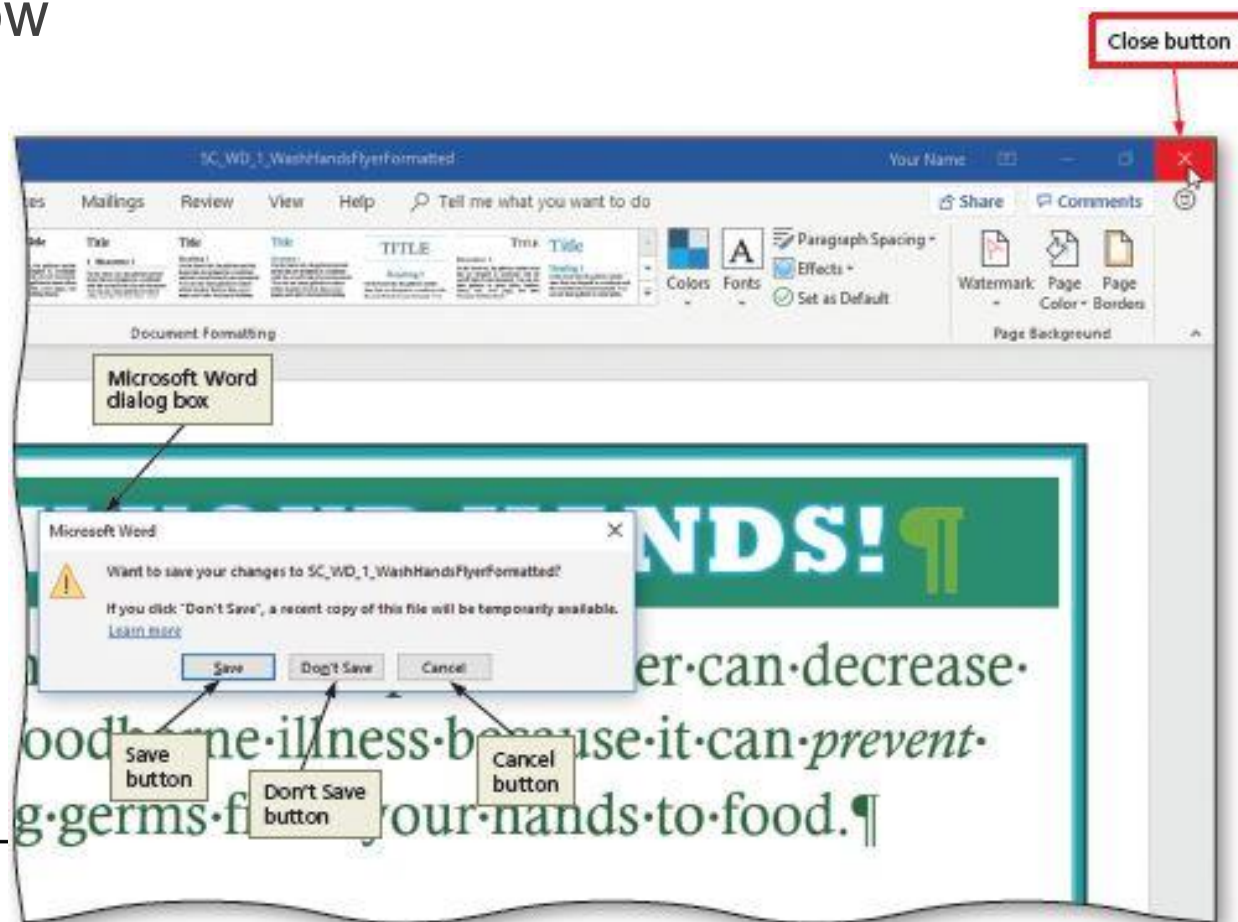 ow
Close button
SC_WD_1_WashHandsFlyerFormatted Your Name
es Mailings Review View Help Tell me what you want to do Share Comments
Title Title Title TITLE Title Title
Colors Fonts
Paragraph Spacing
Effects
Set as Default
Watermark Page Color Page Borders
Document Formatting Page Background
Microsoft Word
dialog box
NDS!¶
Microsoft Word
Want to save your changes to SC_WD_1_WashHandsFlyerFormatted?
If you click "Don't Save", a recent copy of this file will be temporarily available.
Learn more
Save Don't Save Cancel
er·can·decrease·
ne·illness·b use·it·can·prevent·
Save
button
Don't Save
button
Cancel
button
g·germs·f our·hands·to·food.¶